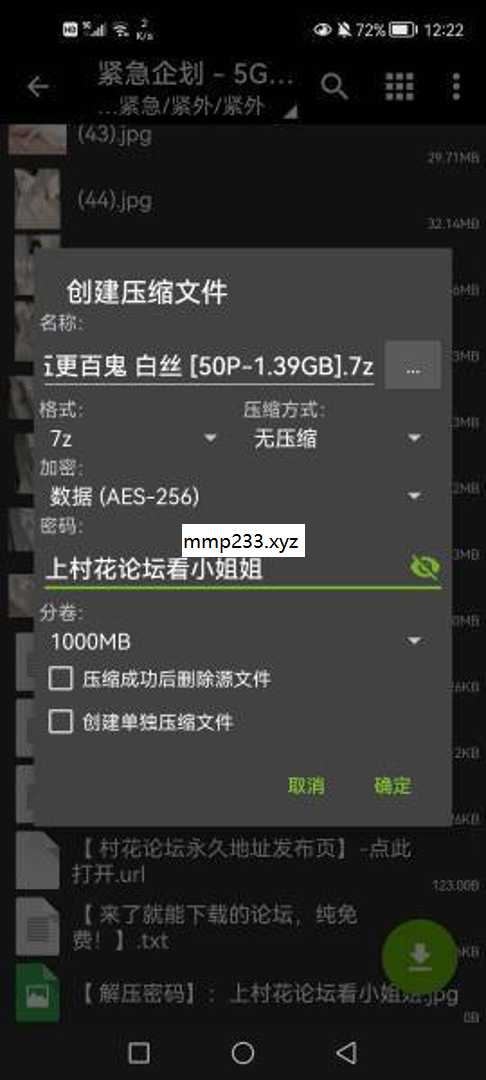 HD 5G 2 K/s 72% 12:22
紧急企划 - 5G...
...紧急/紧外/紧外
(43).jpg
29.71MB
(44).jpg
32.14MB
创建压缩文件
名称:
五更百鬼 白丝 [50P-1.39GB].7z
...
格式:
压缩方式:
7z
无压缩
加密:
数据 (AES-256)
密码:
mmp233.xyz
上村花论坛看小姐姐
分卷:
1000MB
压缩成功后删除源文件
创建单独压缩文件
取消
确定
【 村花论坛永久地址发布页】-点此
打开.url
123.00B
【 来了就能下载的论坛，纯免
费！】.txt
【 解压密码】：上村花论坛看小姐姐.jpg
0B